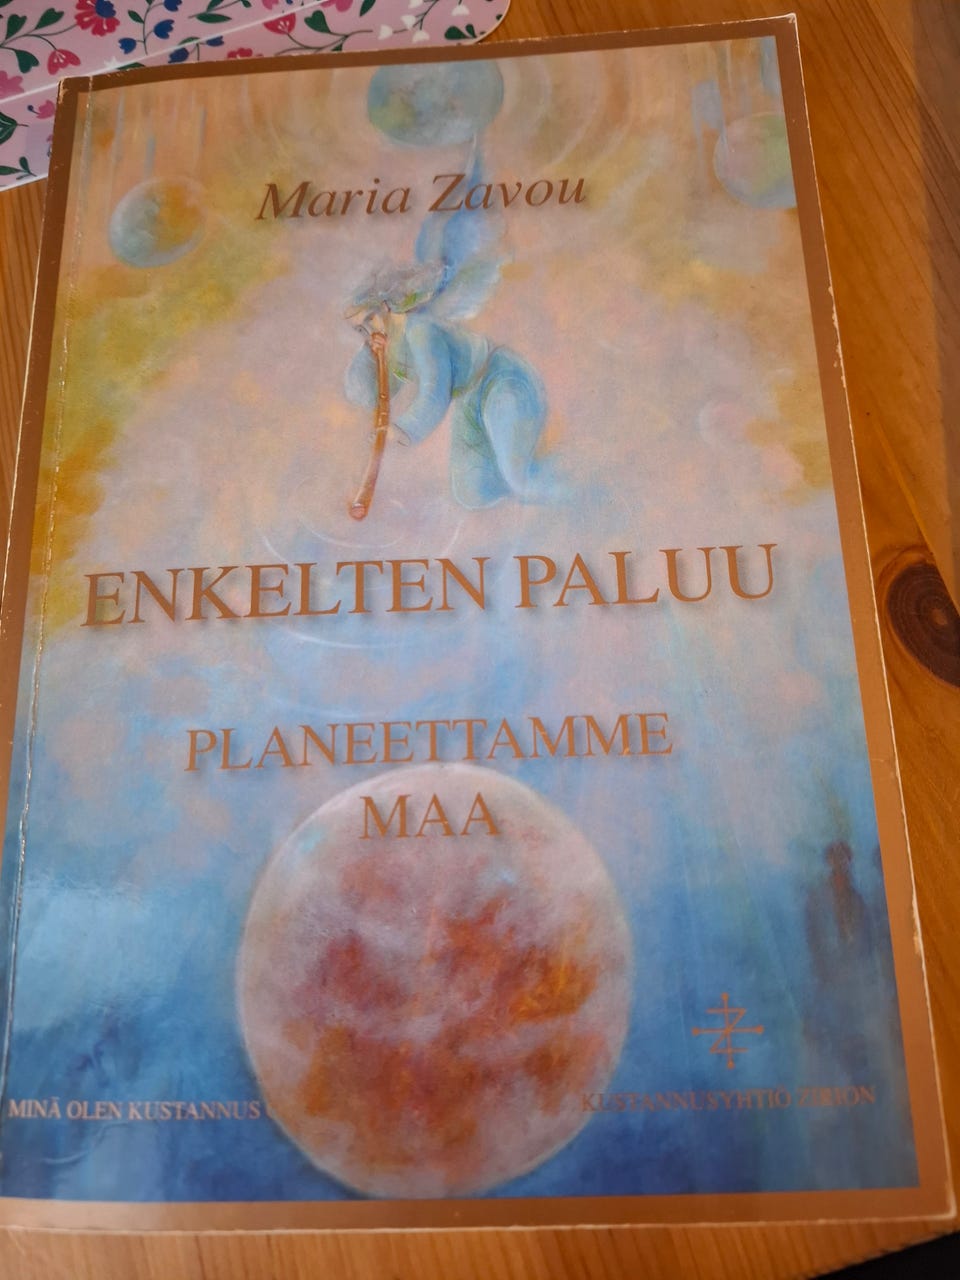 Maria Zavou
ENKELTEN PALUU
PLANEETTAMME
MAA
MINÄ OLEN KUSTANNUS
KUSTANNUSYHTIÖ ZIRION